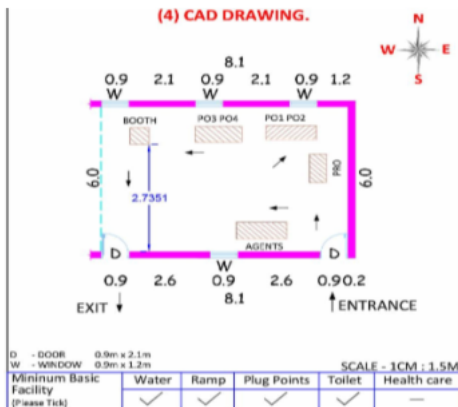 (4) CAD DRAWING.
N
W E
S
8.1
0.9 2.1 0.9 2.1 0.9 1.2
W W W
BOOTH PO3 PO4 PO1 PO2
6.0 2.7351 PRO 6.0
AGENTS
D W D
0.9 2.6 0.9 2.6 0.9 0.2
8.1
EXIT ENTRANCE
D - DOOR 0.9m x 2.1m
W - WINDOW 0.9m x 1.2m
SCALE - 1CM : 1.5M
Mininum Basic Facility Water Ramp Plug Points Toilet Health care
(Please Tick) ✓ ✓ ✓ ✓ —